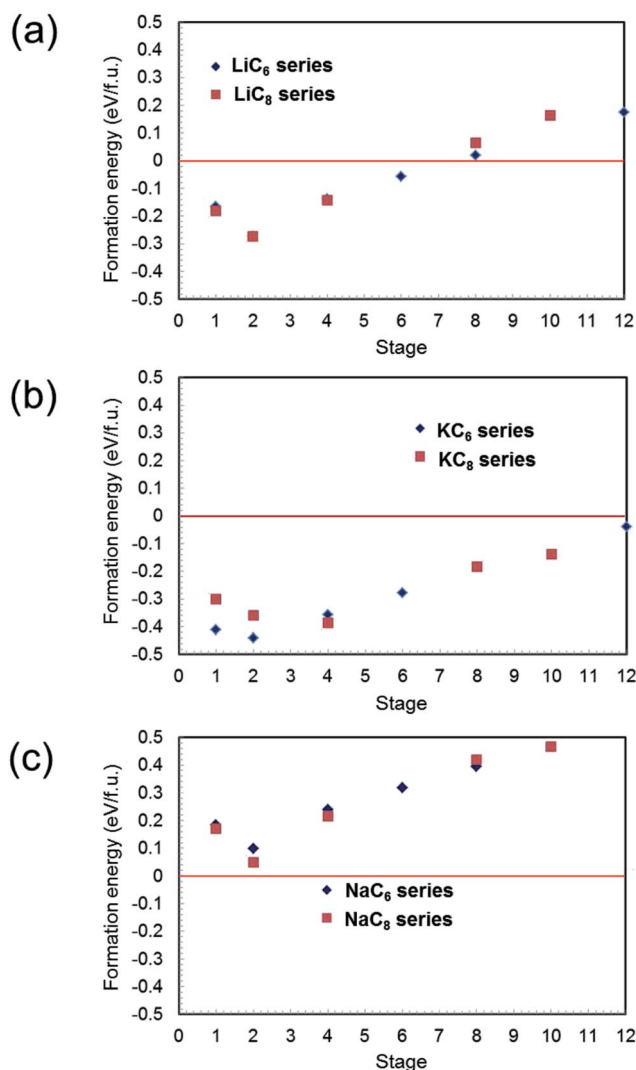 (a)
Formation energy (eV/f.u.)
0.5
0.4
0.3
0.2
0.1
0
-0.1
-0.2
-0.3
-0.4
-0.5
LiC6 series
LiC8 series
0 1 2 3 4 5 6 7 8 9 10 11 12
Stage
(b)
Formation energy (eV/f.u.)
0.5
0.4
0.3
0.2
0.1
0
-0.1
-0.2
-0.3
-0.4
-0.5
KC6 series
KC8 series
0 1 2 3 4 5 6 7 8 9 10 11 12
Stage
(c)
Formation energy (eV/f.u.)
0.5
0.4
0.3
0.2
0.1
0
-0.1
-0.2
-0.3
-0.4
-0.5
NaC6 series
NaC8 series
0 1 2 3 4 5 6 7 8 9 10 11 12
Stage